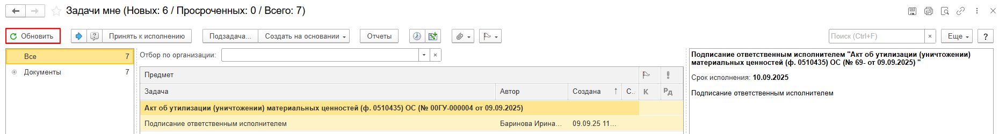 Задачи мне (Новых: 6 / Просроченных: 0 / Всего: 7)
Обновить
Принять к исполнению
Подзадача...
Создать на основании
Отчеты
Поиск (Ctrl+F)
×
Еще
?
Все 7
Документы 7
Отбор по организации:
×
Предмет
Задача Автор Создана ↑ С.. К Рд
Акт об утилизации (уничтожении) материальных ценностей (ф. 0510435) ОС (№ 00ГУ-000004 от 09.09.2025)
Подписание ответственным исполнителем Баринова Ирина... 09.09.25 11...
Подписание ответственным исполнителем "Акт об утилизации (уничтожении)
материальных ценностей (ф. 0510435) ОС (№ 69- от 09.09.2025) "
Срок исполнения: 10.09.2025
Подписание ответственным исполнителем